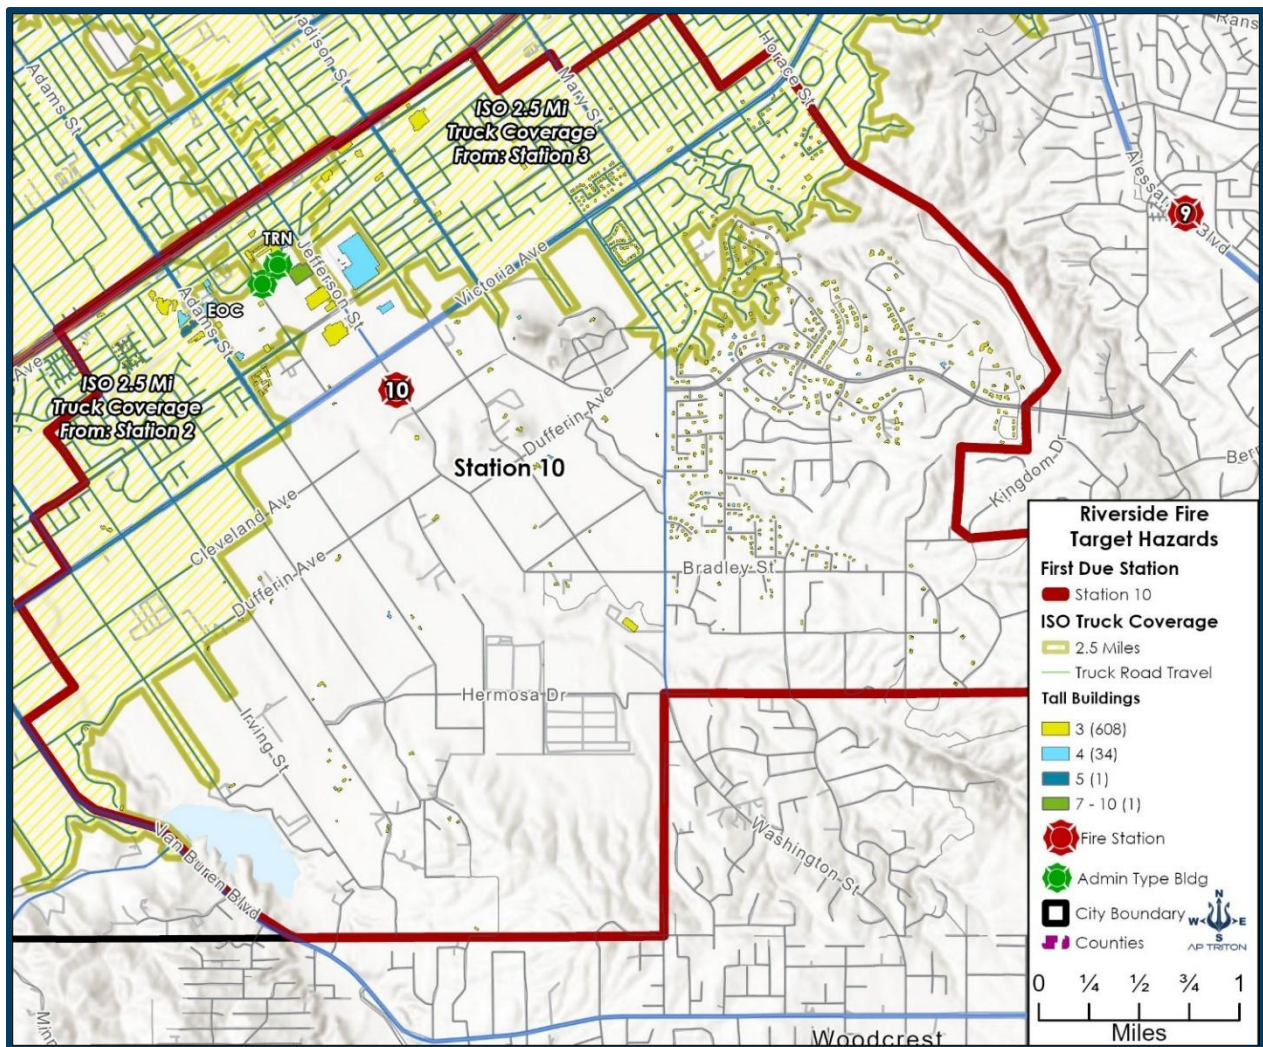 Adams St
Madison St
Mary St
Horace St
ISO 2.5 Mi
Truck Coverage
From: Station 3
Alessan
Blvd
9
TRN
Jefferson St
EOC
Adams St
Victoria Ave
Ave
ISO 2.5 Mi
Truck Coverage
From: Station 2
10
Dufferin Ave
Station 10
Kingdom Dr
Cleveland Ave
Dufferin Ave
Bradley St
Hermosa Dr
Irving St
Van Buren Blvd
Washington St
Woodcrest
Riverside Fire
Target Hazards
First Due Station
Station 10
ISO Truck Coverage
2.5 Miles
Truck Road Travel
Tall Buildings
3 (608)
4 (34)
5 (1)
7 - 10 (1)
Fire Station
Admin Type Bldg
City Boundary
Counties
N
W E
S
AP TRITON
0 ¼ ½ ¾ 1
Miles